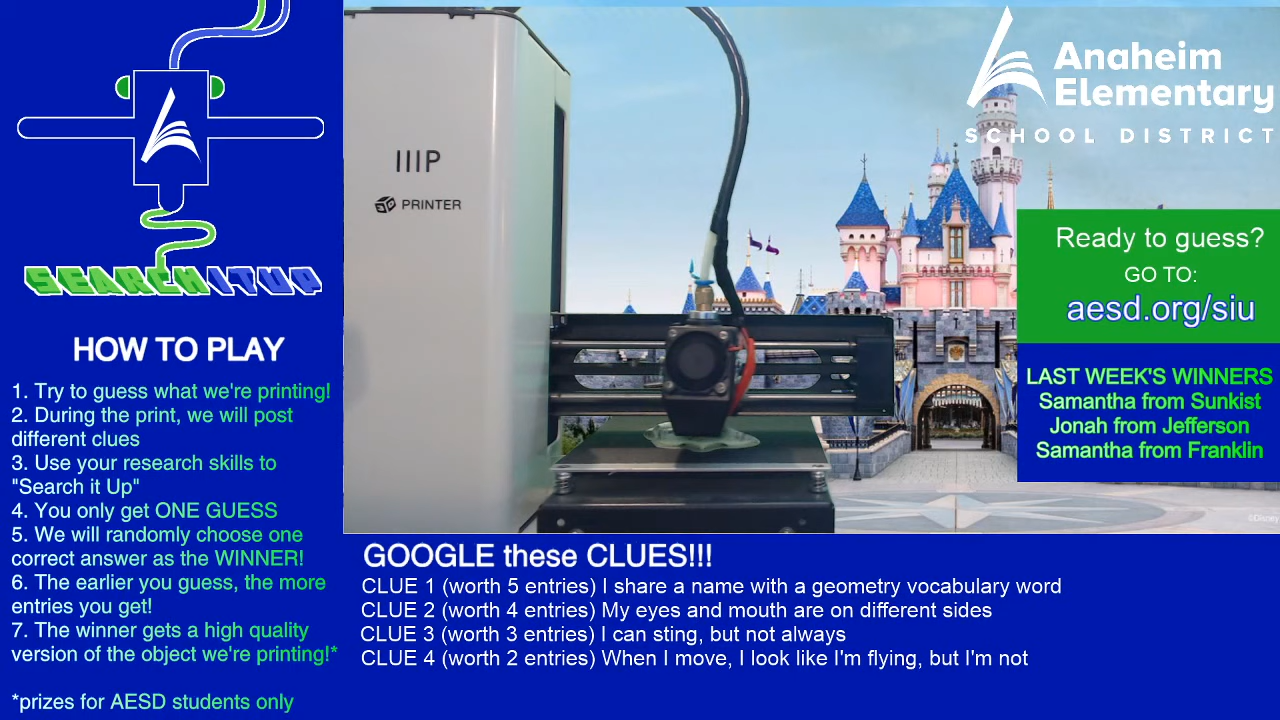 SEARCHITUP
HOW TO PLAY
1. Try to guess what we're printing!
2. During the print, we will post
different clues
3. Use your research skills to
"Search it Up"
4. You only get ONE GUESS
5. We will randomly choose one
correct answer as the WINNER!
6. The earlier you guess, the more
entries you get!
7. The winner gets a high quality
version of the object we're printing!*
*prizes for AESD students only
IIIP
PRINTER
Anaheim
Elementary
SCHOOL DISTRICT
Ready to guess?
GO TO:
aesd.org/siu
LAST WEEK'S WINNERS
Samantha from Sunkist
Jonah from Jefferson
Samantha from Franklin
©Disney
GOOGLE these CLUES!!!
CLUE 1 (worth 5 entries) I share a name with a geometry vocabulary word
CLUE 2 (worth 4 entries) My eyes and mouth are on different sides
CLUE 3 (worth 3 entries) I can sting, but not always
CLUE 4 (worth 2 entries) When I move, I look like I'm flying, but I'm not